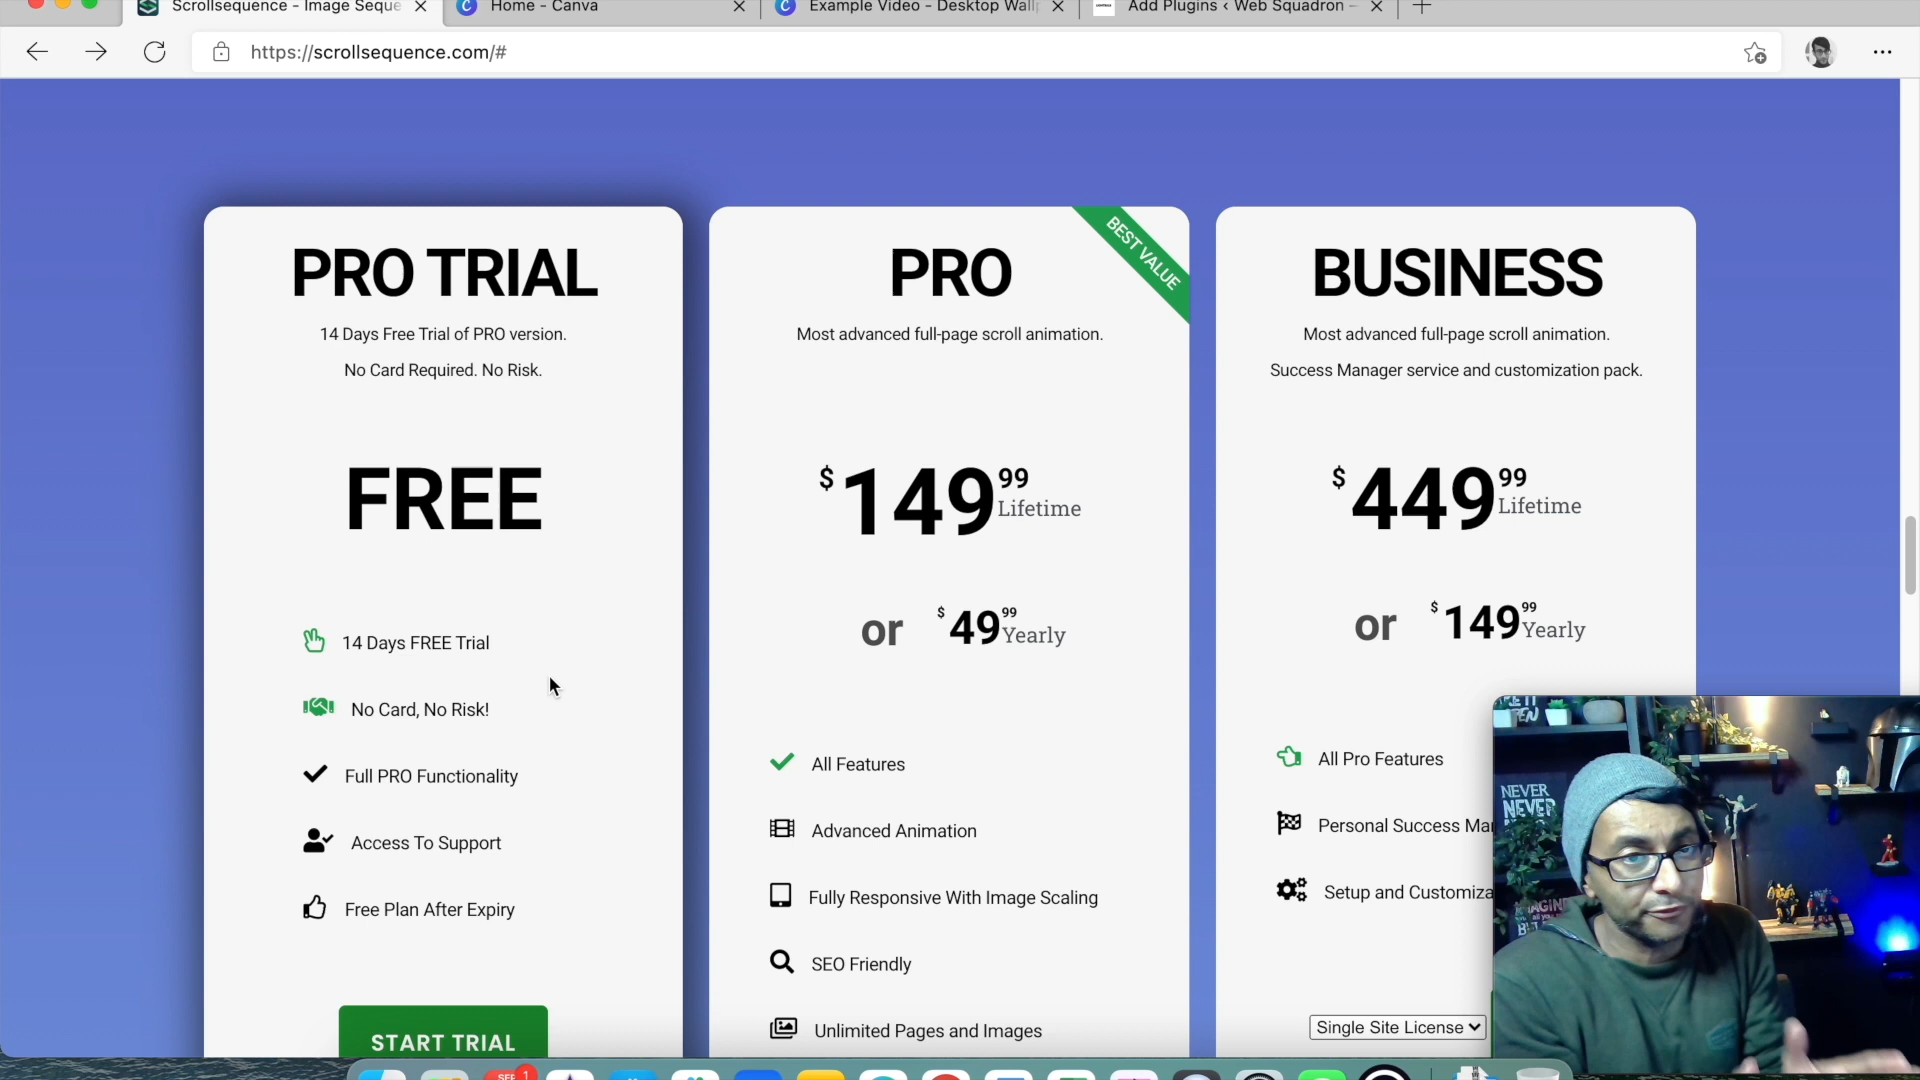 Scrollsequence - Image Seque
Home - Canva
Example Video - Desktop Wallp
Add Plugins ‹ Web Squadron –
https://scrollsequence.com/#
PRO TRIAL
14 Days Free Trial of PRO version.
No Card Required. No Risk.
FREE
14 Days FREE Trial
No Card, No Risk!
Full PRO Functionality
Access To Support
Free Plan After Expiry
START TRIAL
BEST VALUE
PRO
Most advanced full-page scroll animation.
$149.99 Lifetime
or $49.99 Yearly
All Features
Advanced Animation
Fully Responsive With Image Scaling
SEO Friendly
Unlimited Pages and Images
BUSINESS
Most advanced full-page scroll animation.
Success Manager service and customization pack.
$449.99 Lifetime
or $149.99 Yearly
All Pro Features
Personal Success Ma
Setup and Customiza
Single Site License
NEVER
NEVER
SEP
1